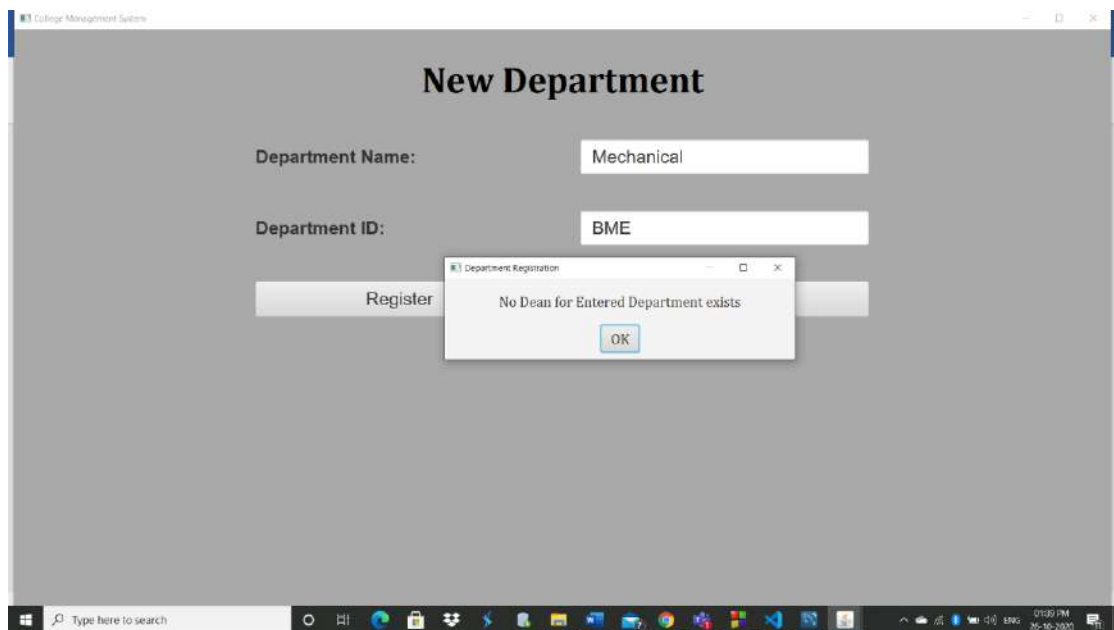 College Management System
New Department
Department Name:
Mechanical
Department ID:
BME
Department Registration
Register
No Dean for Entered Department exists
OK
Type here to search
ENG
01:39 PM
26-10-2020